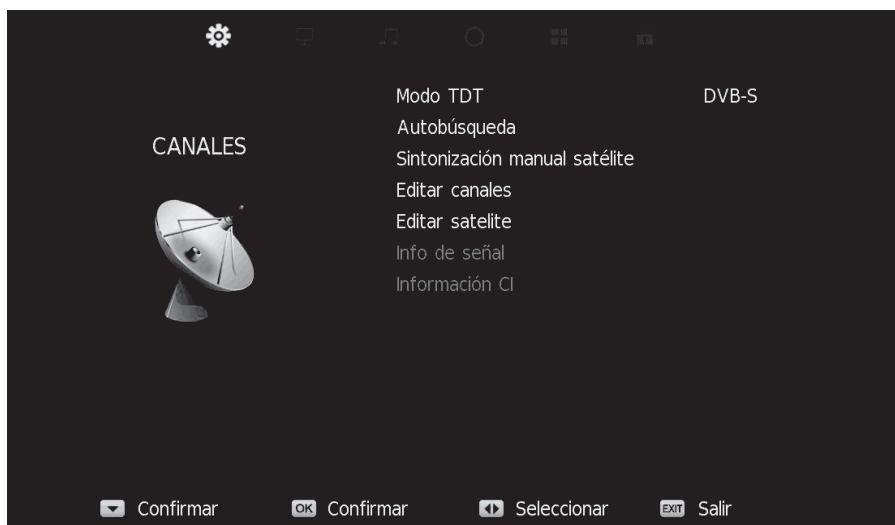 Modo TDT DVB-S
Autobúsqueda
CANALES
Sintonización manual satélite
Editar canales
Editar satelite
Info de señal
Información CI
Confirmar OK Confirmar Seleccionar EXIT Salir